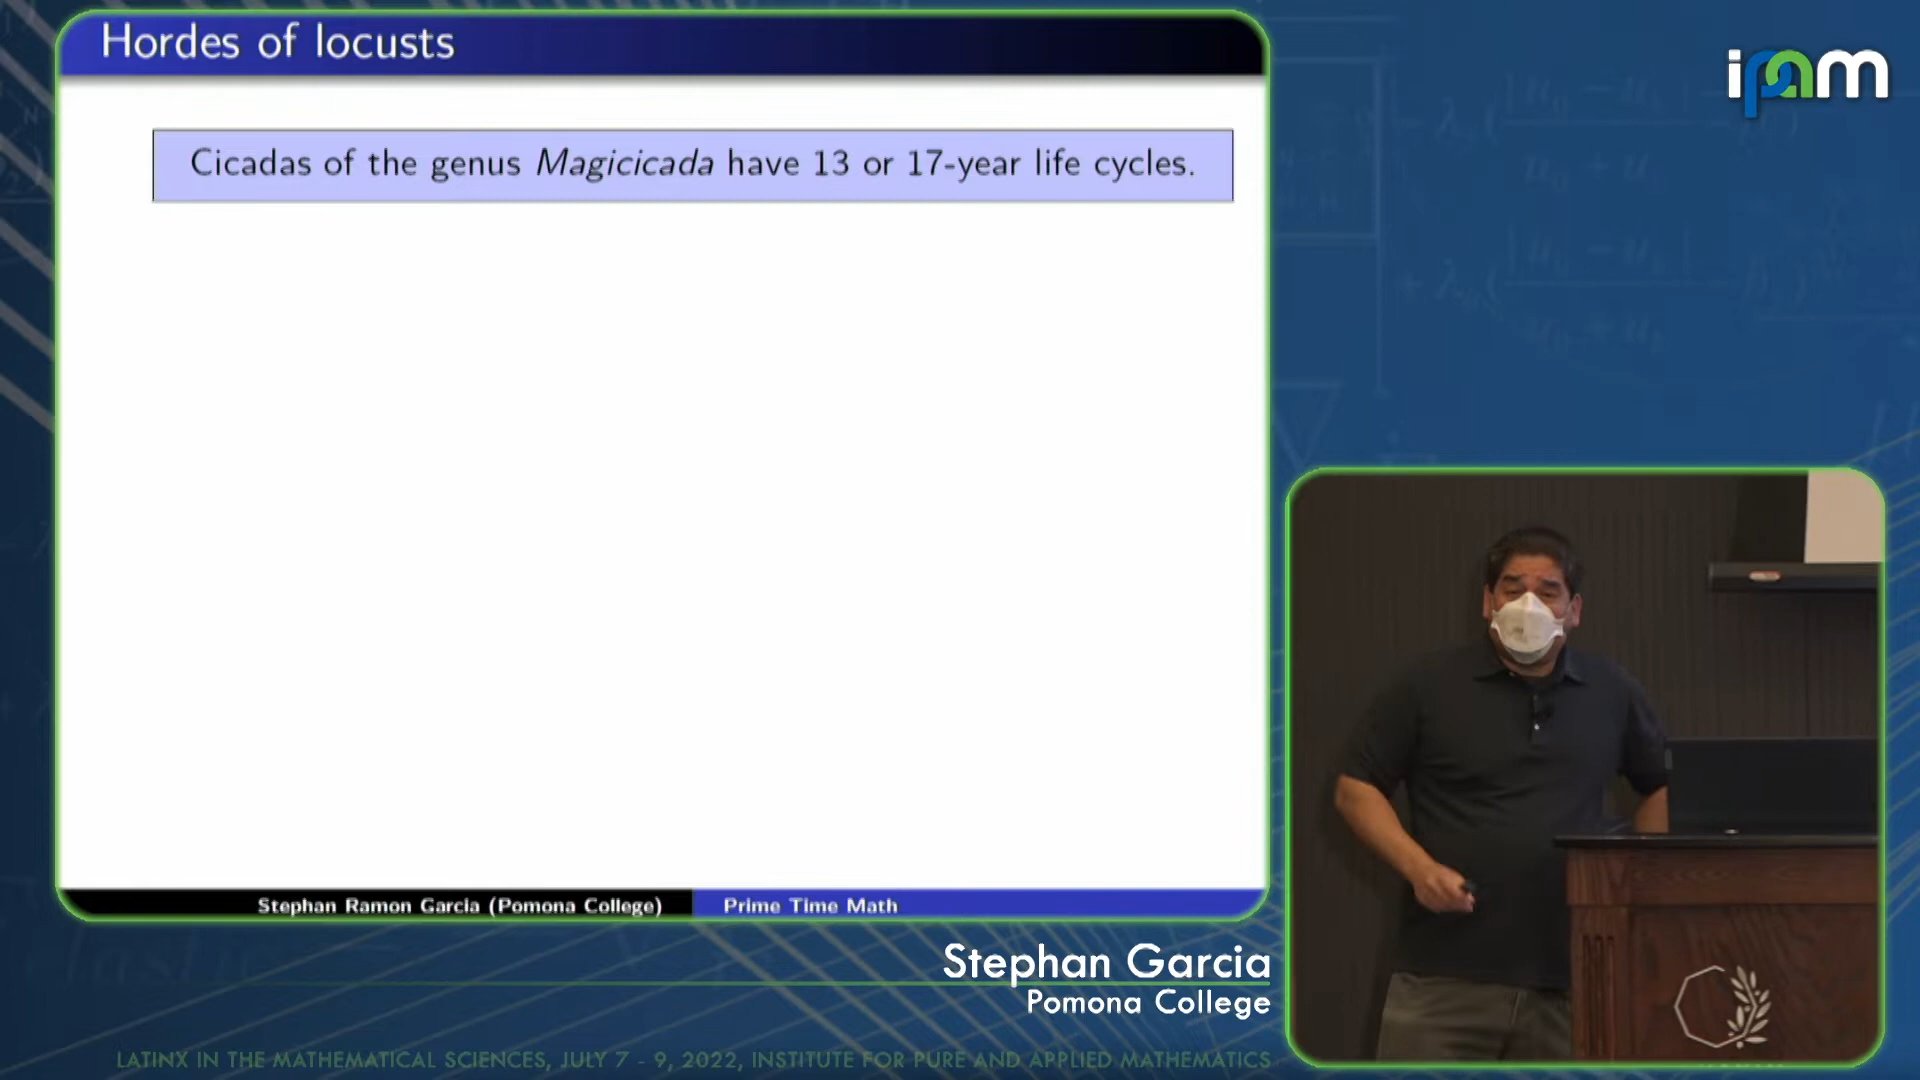 Hordes of locusts
ipam
Cicadas of the genus Magicicada have 13 or 17-year life cycles.
Stephan Ramon Garcia (Pomona College)
Prime Time Math
Stephan Garcia
Pomona College
LATINX IN THE MATHEMATICAL SCIENCES, JULY 7 - 9, 2022, INSTITUTE FOR PURE AND APPLIED MATHEMATICS